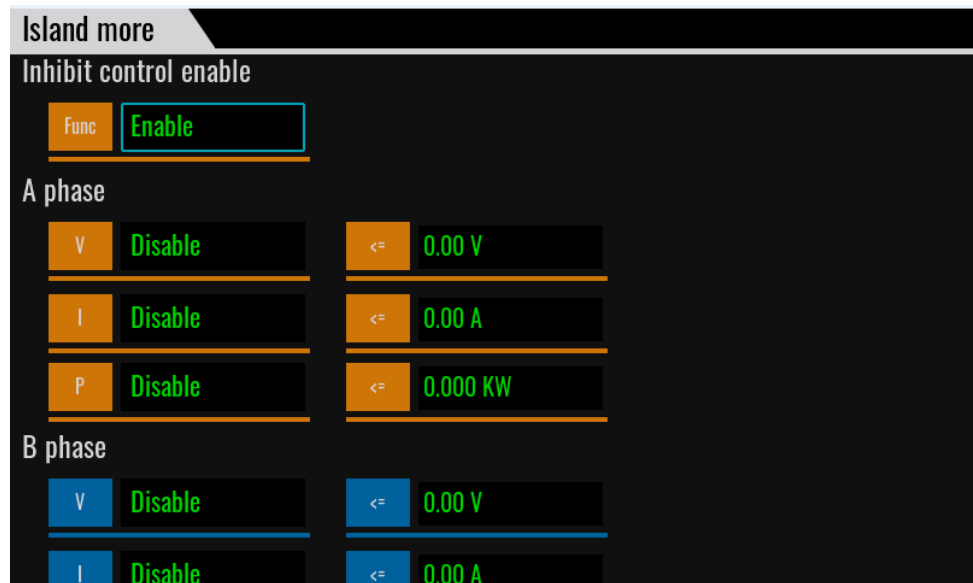 Island more
Inhibit control enable
Func Enable
A phase
V Disable <= 0.00 V
I Disable <= 0.00 A
P Disable <= 0.000 KW
B phase
V Disable <= 0.00 V
I Disable <= 0.00 A